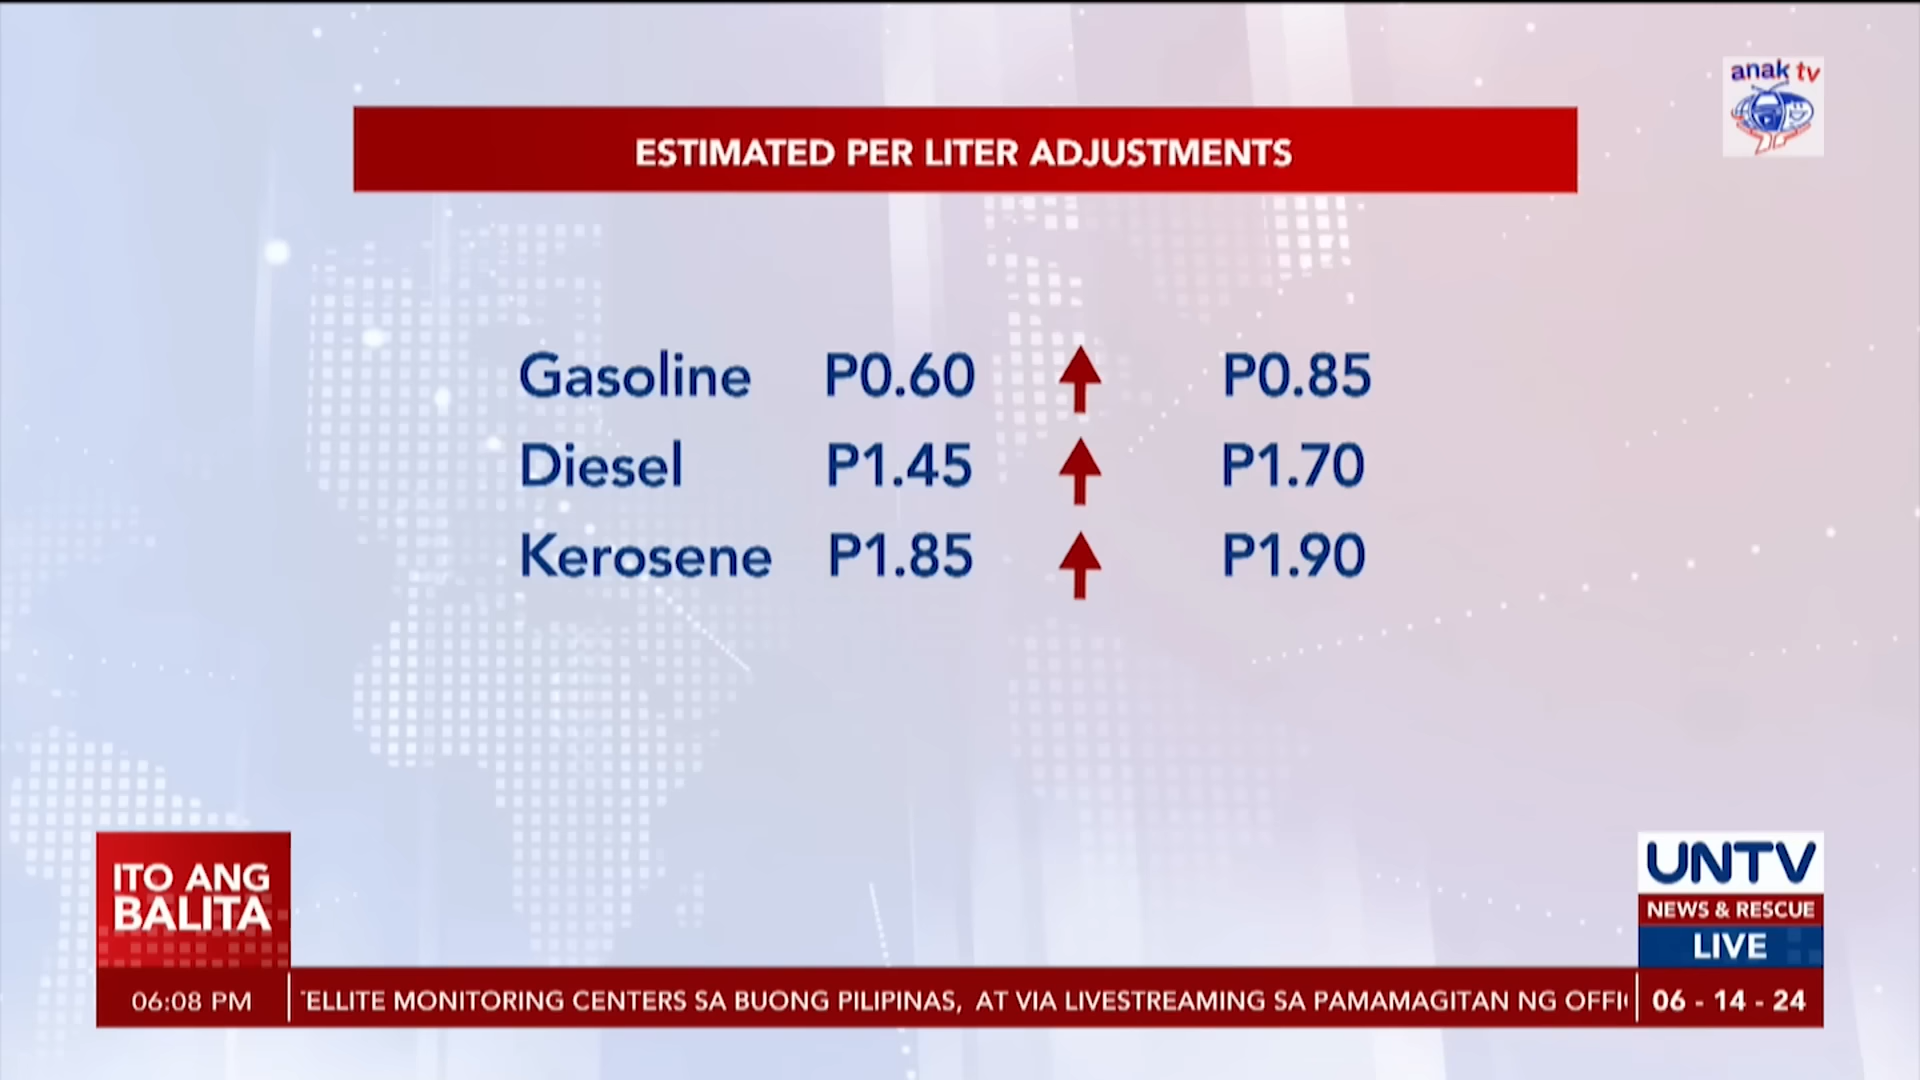 anak tv
ESTIMATED PER LITER ADJUSTMENTS
Gasoline P0.60 P0.85
Diesel P1.45 P1.70
Kerosene P1.85 P1.90
ITO ANG
BALITA
UNTV
NEWS & RESCUE
LIVE
06:08 PM
MONITORING CENTERS SA BUONG PILIPINAS, AT VIA LIVESTREAMING SA PAMAMAGITAN NG
06 - 14 - 24